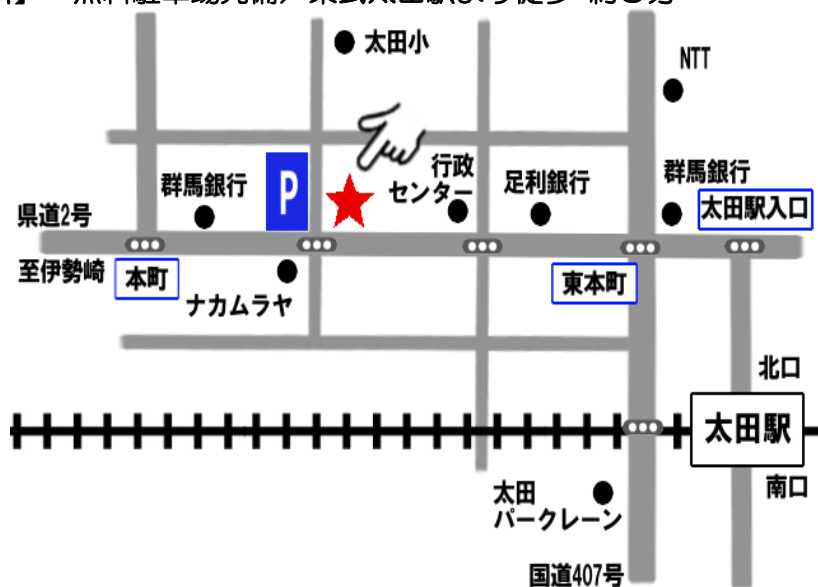 太田小
NTT
行政
センター
群馬銀行
P
足利銀行
群馬銀行
太田駅入口
県道2号
至伊勢崎
本町
ナカムラヤ
東本町
北口
太田駅
南口
太田
パークレーン
国道407号